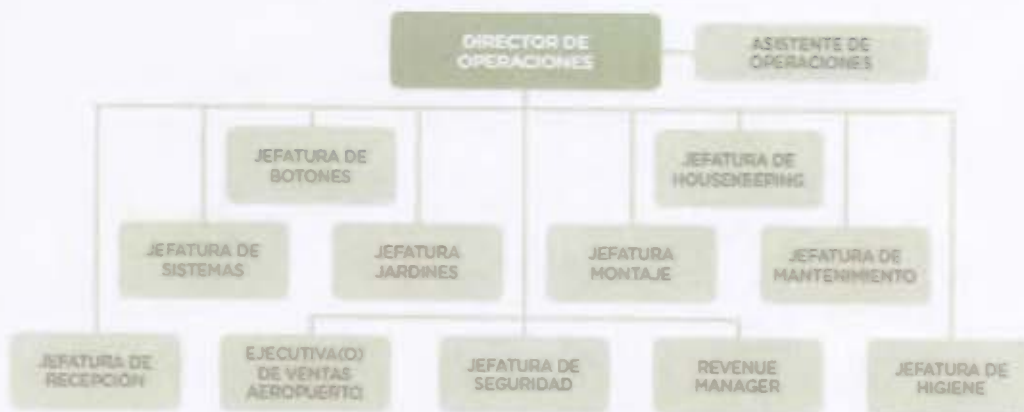 DIRECTOR DE
OPERACIONES
ASISTENTE DE
OPERACIONES
JEFATURA DE
BOTONES
JEFATURA DE
HOUSEKEEPING
JEFATURA DE
SISTEMAS
JEFATURA
JARDINES
JEFATURA
MONTAJE
JEFATURA DE
MANTENIMIENTO
JEFATURA DE
RECEPCIÓN
EJECUTIVA(O)
DE VENTAS
AEROPUERTO
JEFATURA DE
SEGURIDAD
REVENUE
MANAGER
JEFATURA DE
HIGIENE